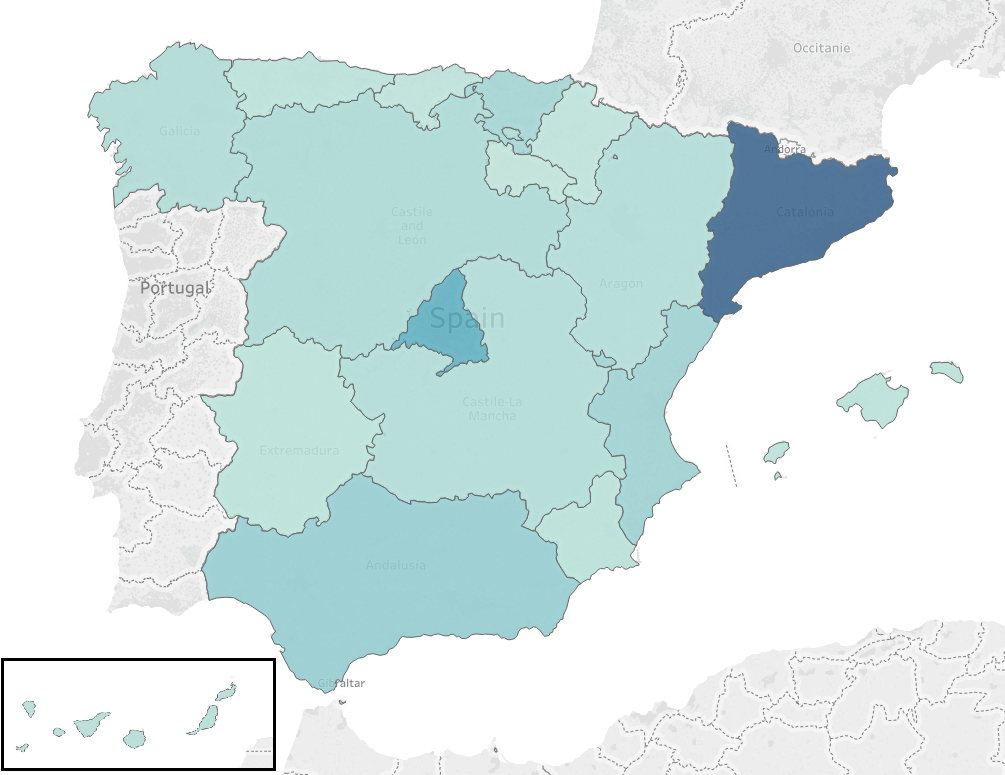 Occitanie
Galicia
Andorra
Castile
and
León
Catalonia
Portugal
Aragon
Spain
Castile-La
Mancha
Extremadura
Andalusia
Gibraltar